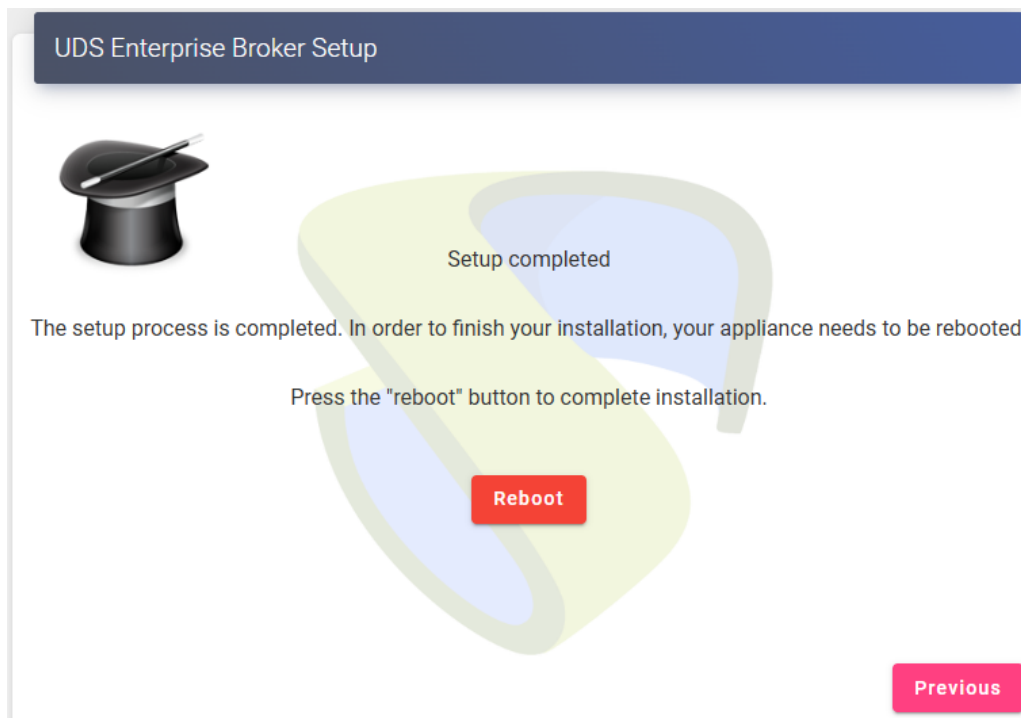 UDS Enterprise Broker Setup
Setup completed
The setup process is completed. In order to finish your installation, your appliance needs to be rebooted
Press the "reboot" button to complete installation.
Reboot
Previous